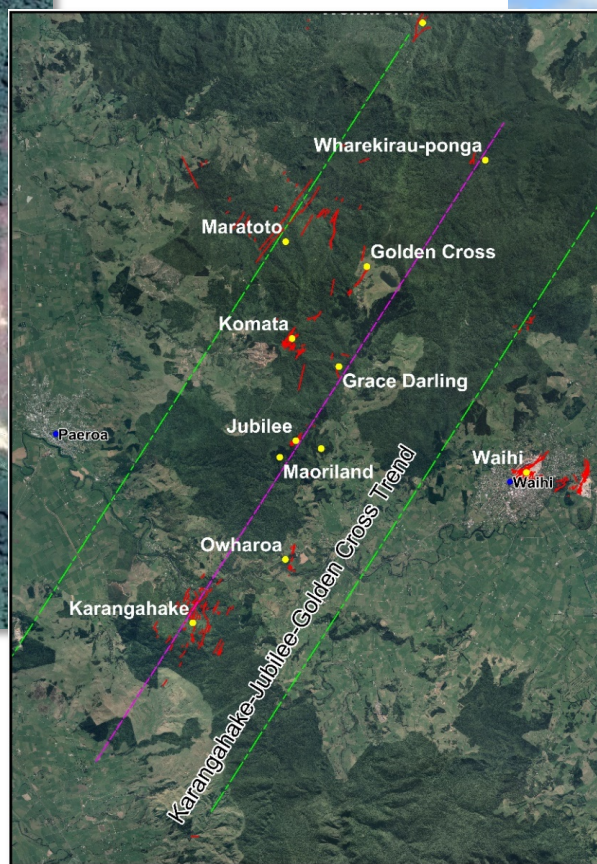 Wharekirau-ponga
Maratoto
Golden Cross
Komata
Grace Darling
Jubilee
Paeroa
Maoriland
Waihi
Waihi
Owharoa
Karangahake
Karangahake-Jubilee-Golden Cross Trend